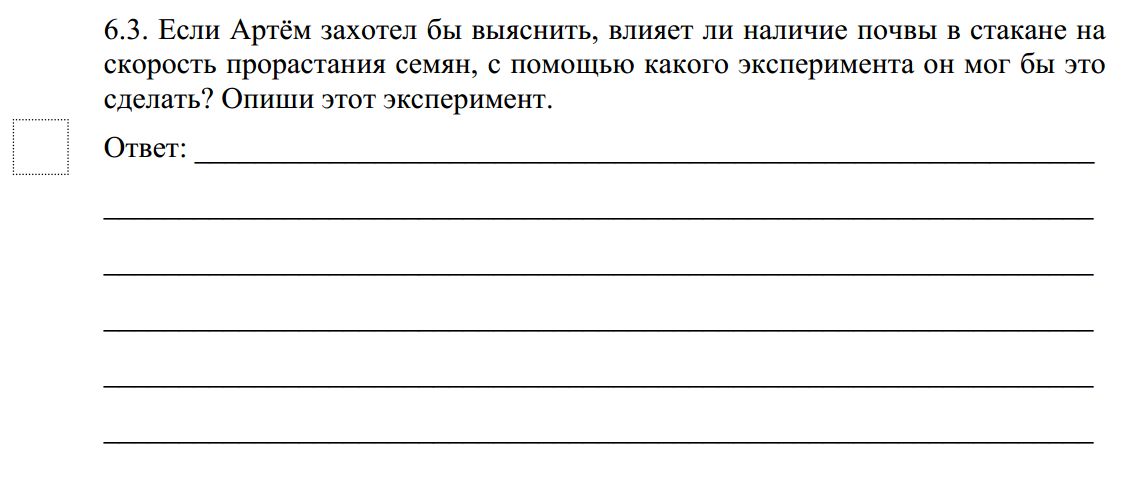 6.3. Если Артём захотел бы выяснить, влияет ли наличие почвы в стакане на
скорость прорастания семян, с помощью какого эксперимента он мог бы это
сделать? Опиши этот эксперимент.
Ответ: